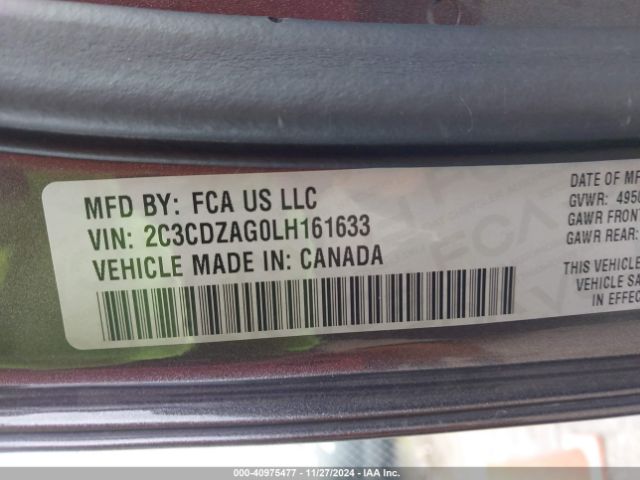 MFD BY: FCA US LLC
VIN: 2C3CDZAG0LH161633
VEHICLE MADE IN: CANADA
DATE OF MF
GVWR: 495
GAWR FRONT
GAWR REAR:
THIS VEHICLE
VEHICLE SA
IN EFFEC
000-40975477 - 11/27/2024 - IAA Inc.